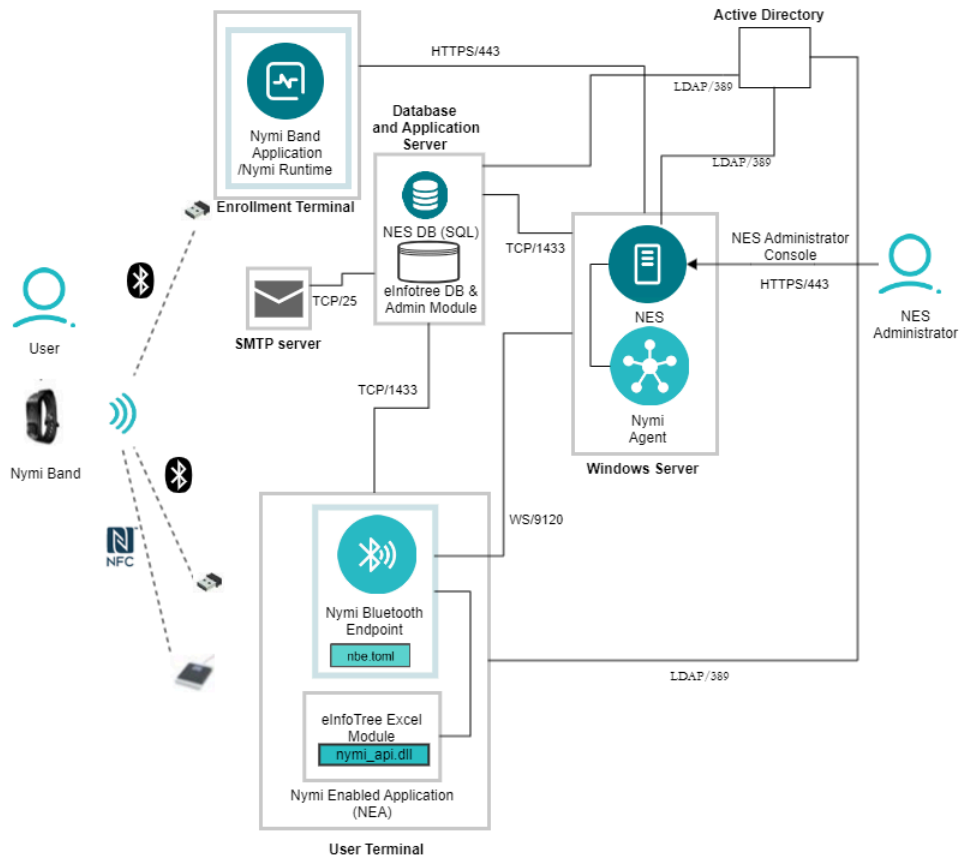 Active Directory
HTTPS/443
LDAP/389
Nymi Band
Application
/Nymi Runtime
Enrollment Terminal
Database
and Application
Server
NES DB (SQL)
eInfotree DB &
Admin Module
LDAP/389
TCP/1433
TCP/25
SMTP server
User
NES Administrator
Console
HTTPS/443
NES
Administrator
NES
Nymi
Agent
Windows Server
TCP/1433
Nymi Band
NFC
WS/9120
Nymi Bluetooth
Endpoint
nbe.toml
LDAP/389
eInfoTree Excel
Module
nymi_api.dll
Nymi Enabled Application
(NEA)
User Terminal